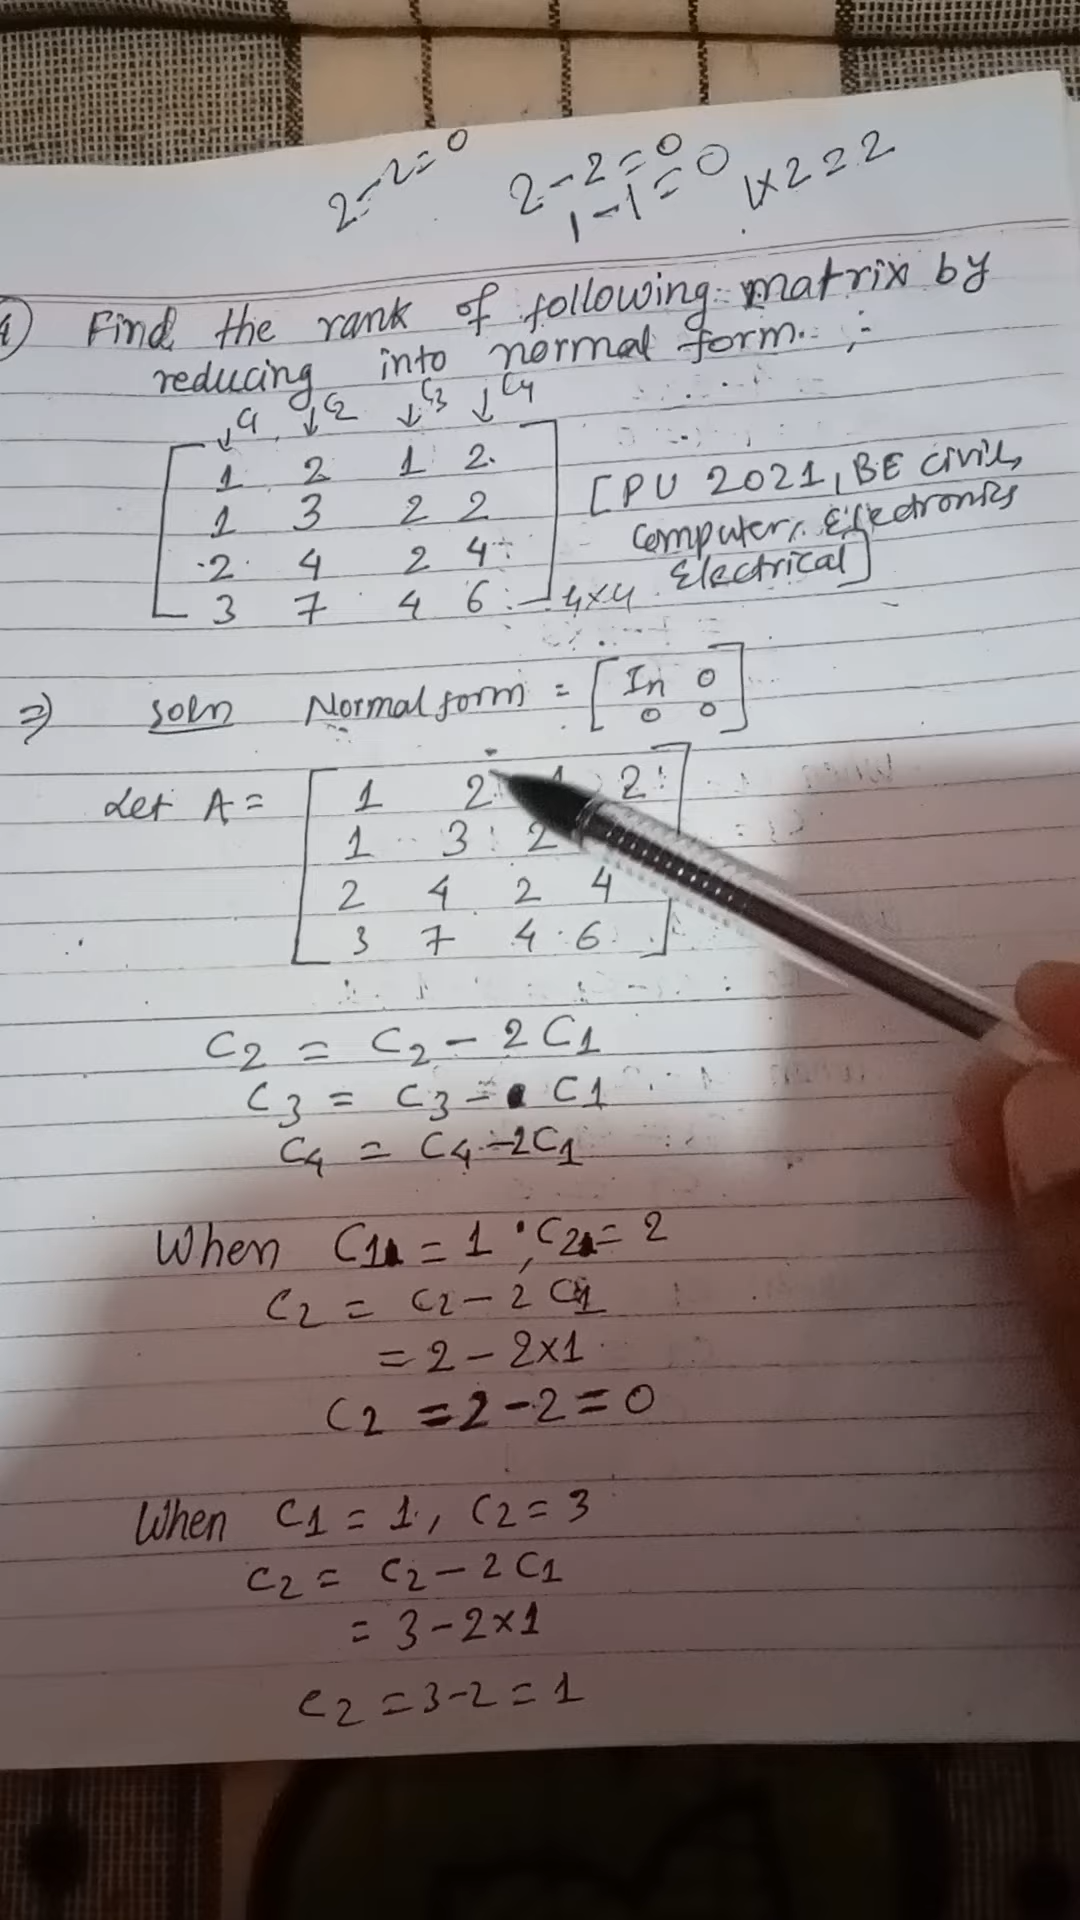 2-2=0 2-2=0
1-1=0 1×2=2
Find the rank of following matrix by
reducing into normal form. :-
↓C1 ↓C2 ↓C3 ↓C4
1 2 1 2
1 3 2 2
2 4 2 4
3 7 4 6 4×4
[PU 2021, BE civil,
computer, Electronics
Electrical]
⇒ Soln Normal form = [In 0
0 0]
Let A =
1 2 1 2
1 3 2
2 4 2 4
3 7 4 6
C2 = C2 - 2C1
C3 = C3 - C1
C4 = C4 - 2C1
When C1 = 1, C2 = 2
C2 = C2 - 2C1
= 2 - 2×1
C2 = 2-2=0
When C1 = 1, C2 = 3
C2 = C2 - 2C1
= 3-2×1
C2 = 3-2 = 1